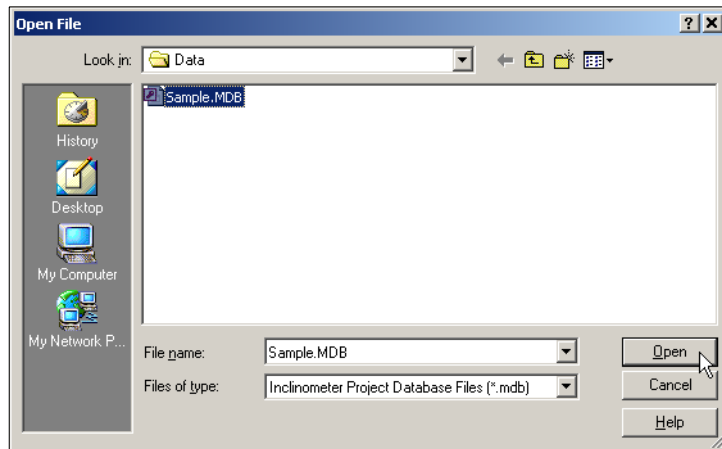 Open File
Look in: Data
Sample.MDB
History
Desktop
My Computer
My Network P...
File name: Sample.MDB Open
Files of type: Inclinometer Project Database Files (*.mdb) Cancel
Help